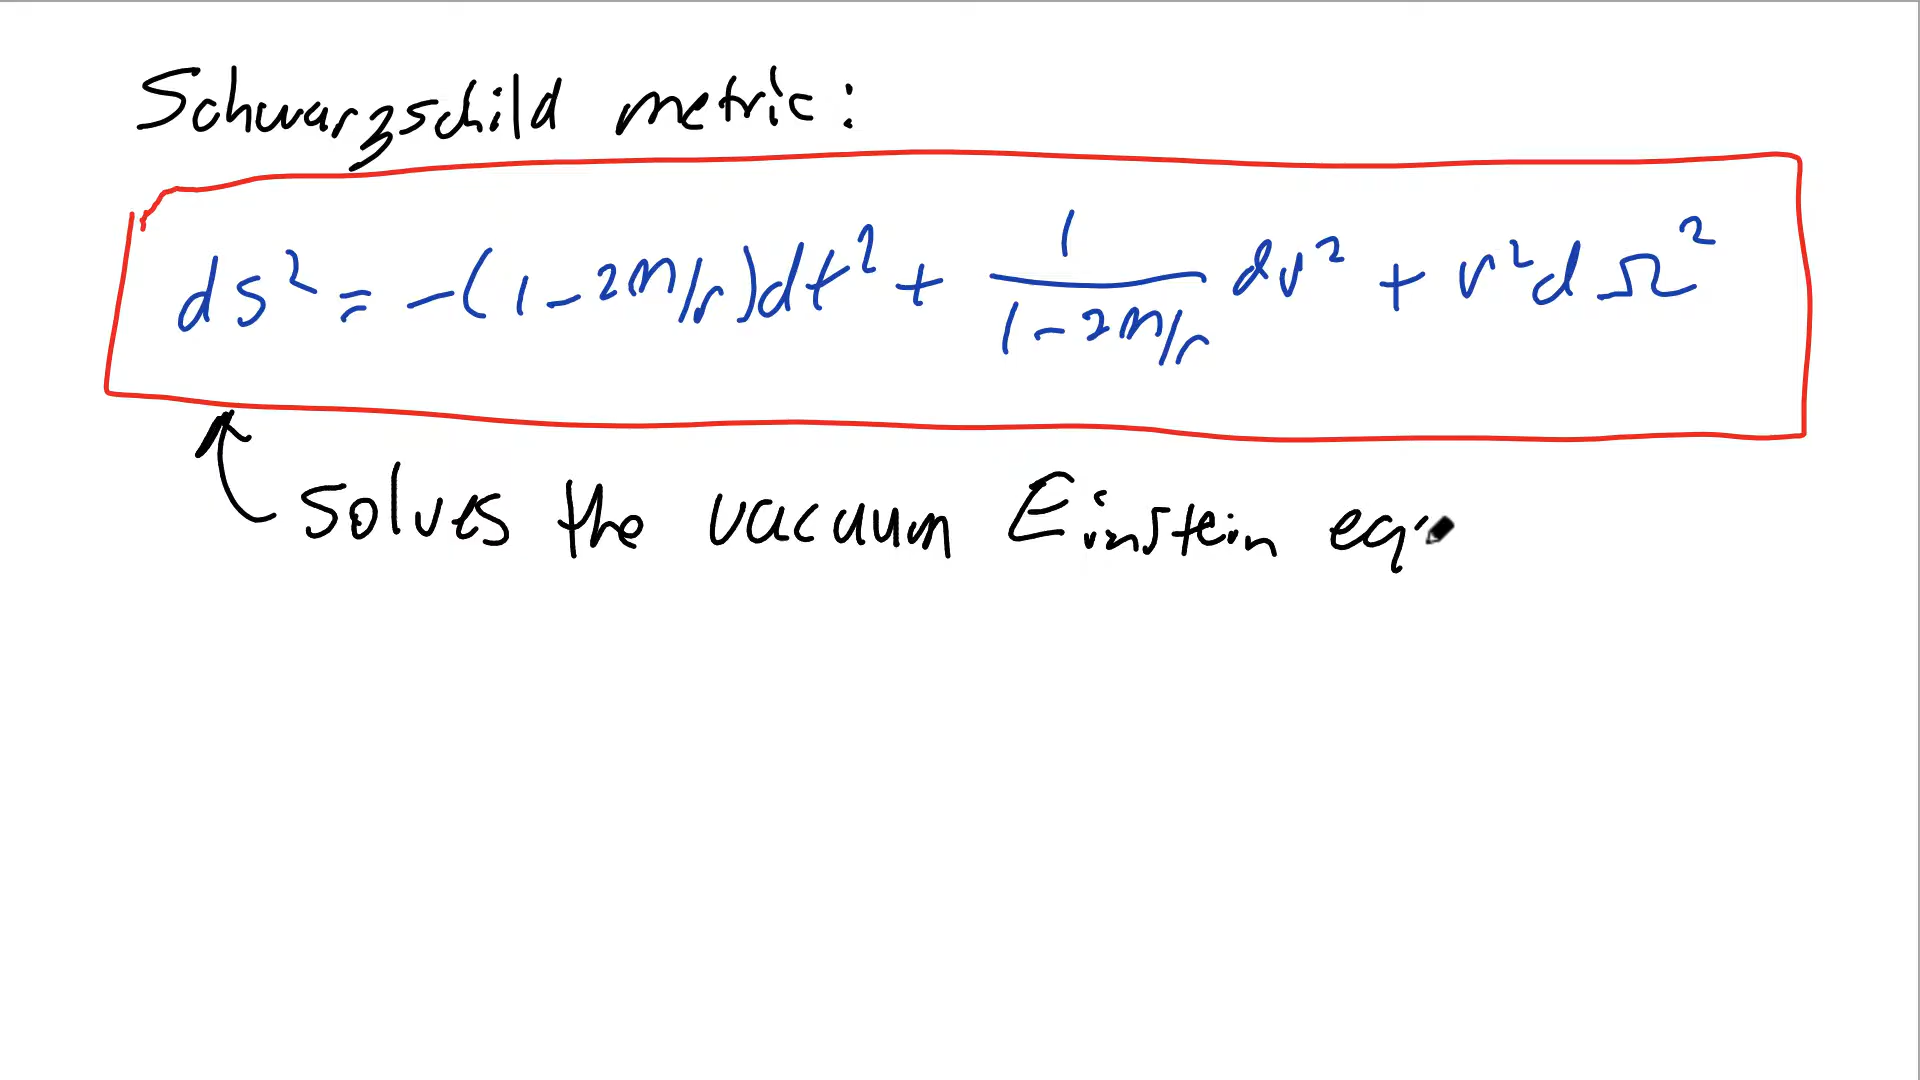 Schwarzschild metric:
ds² = -(1-2m/r)dt² + 1/(1-2m/r) dr² + r²dΩ²
solves the vacuum Einstein eq